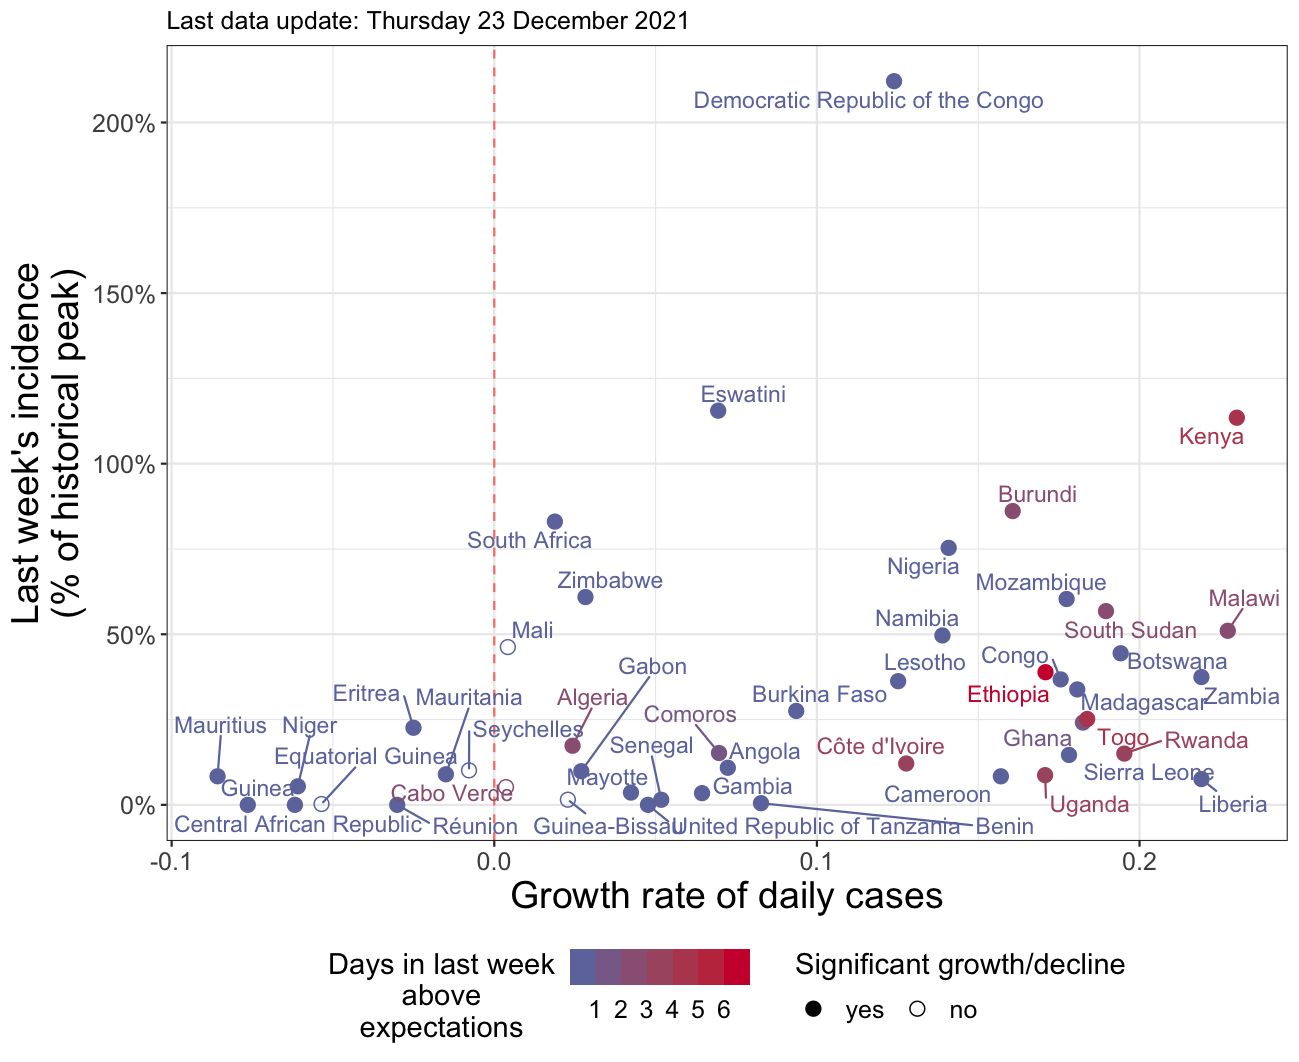 Last data update: Thursday 23 December 2021
Last week's incidence
(% of historical peak)
200%
150%
100%
50%
0%
Democratic Republic of the Congo
Eswatini
Kenya
Burundi
South Africa
Nigeria
Zimbabwe
Mozambique
Malawi
Namibia
Mali
South Sudan
Congo
Botswana
Lesotho
Gabon
Ethiopia
Zambia
Eritrea
Mauritania
Algeria
Burkina Faso
Madagascar
Mauritius
Niger
Seychelles
Comoros
Ghana
Togo
Rwanda
Equatorial Guinea
Senegal
Angola
Côte d'Ivoire
Sierra Leone
Guinea
Cabo Verde
Mayotte
Gambia
Cameroon
Uganda
Liberia
Central African Republic
Réunion
Guinea-Bissau
United Republic of Tanzania
Benin
-0.1
0.0
0.1
0.2
Growth rate of daily cases
Days in last week
above
expectations
1 2 3 4 5 6
Significant growth/decline
yes
no